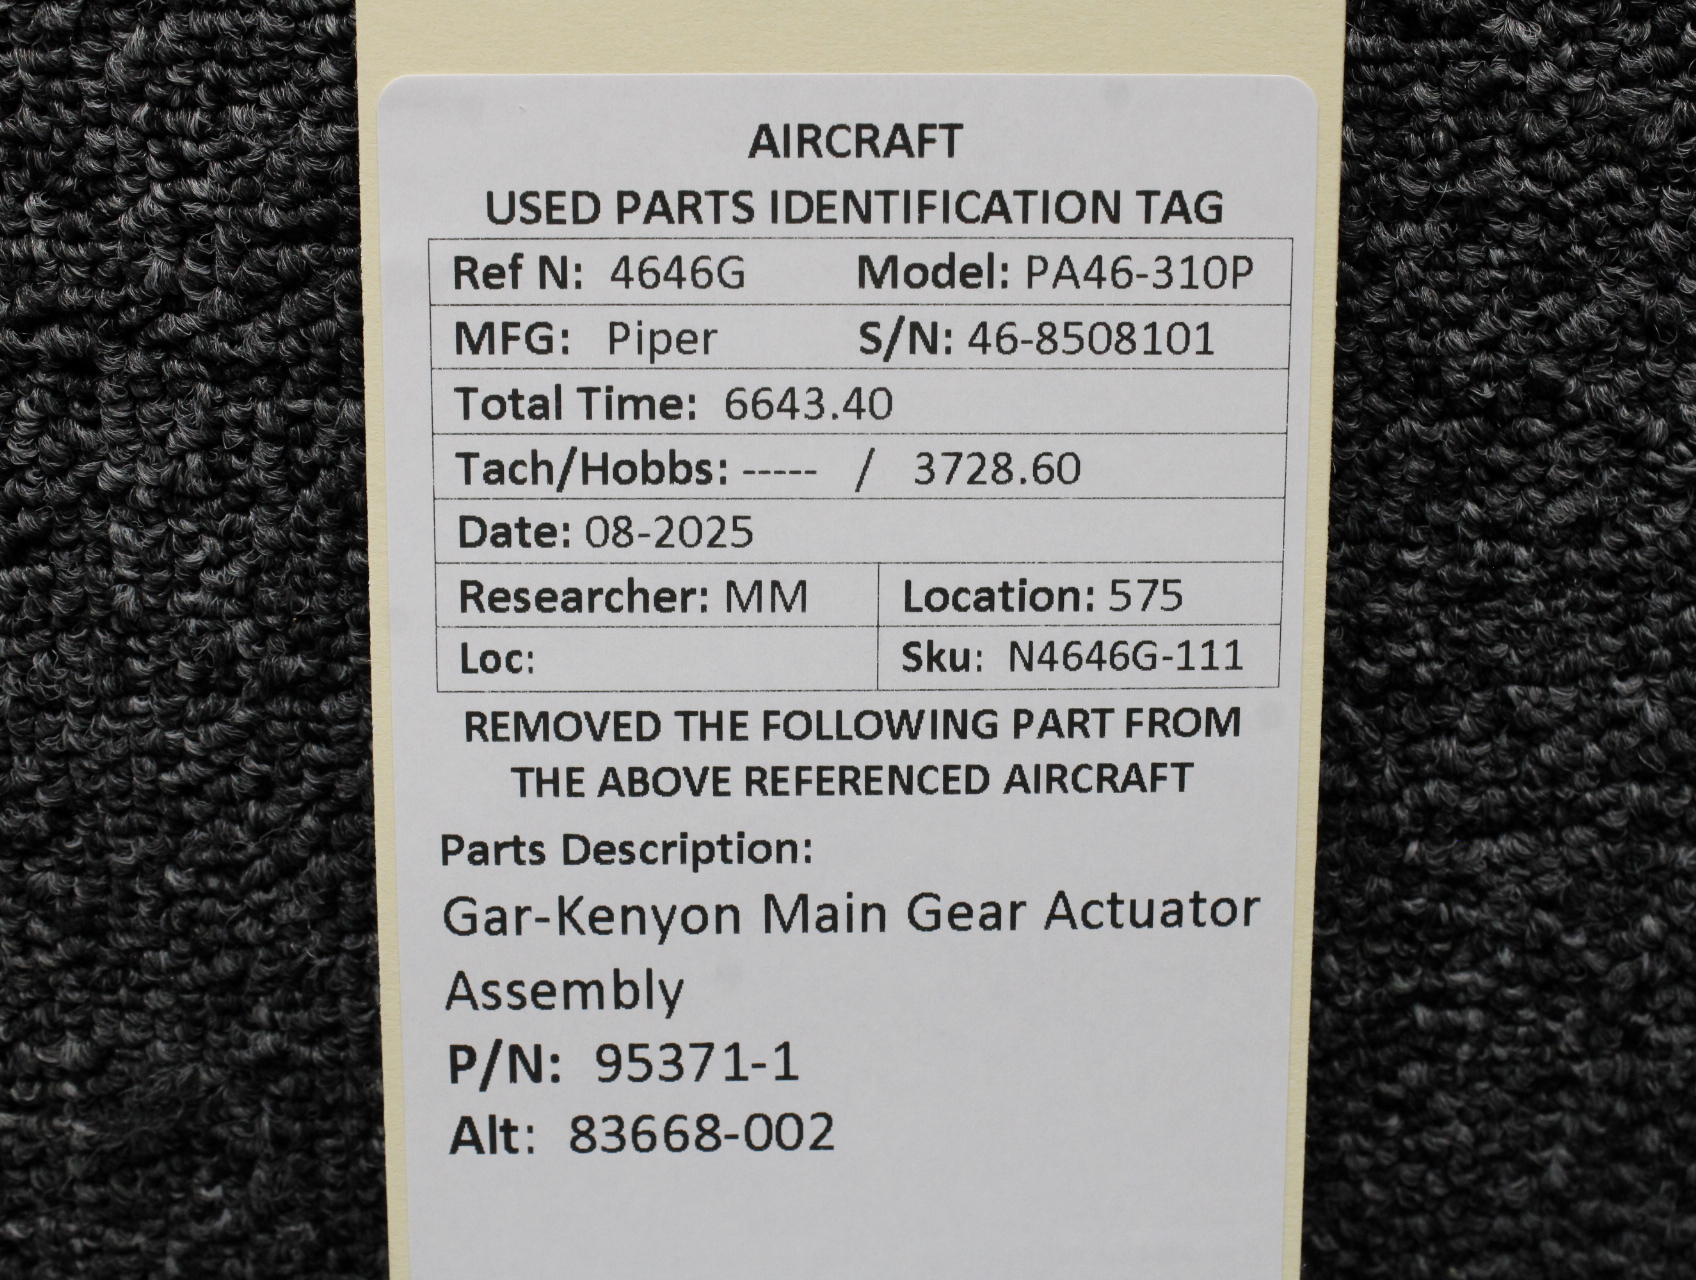 AIRCRAFT
USED PARTS IDENTIFICATION TAG
Ref N: 4646G Model: PA46-310P
MFG: Piper S/N: 46-8508101
Total Time: 6643.40
Tach/Hobbs: ----- / 3728.60
Date: 08-2025
Researcher: MM Location: 575
Loc: Sku: N4646G-111
REMOVED THE FOLLOWING PART FROM
THE ABOVE REFERENCED AIRCRAFT
Parts Description:
Gar-Kenyon Main Gear Actuator
Assembly
P/N: 95371-1
Alt: 83668-002